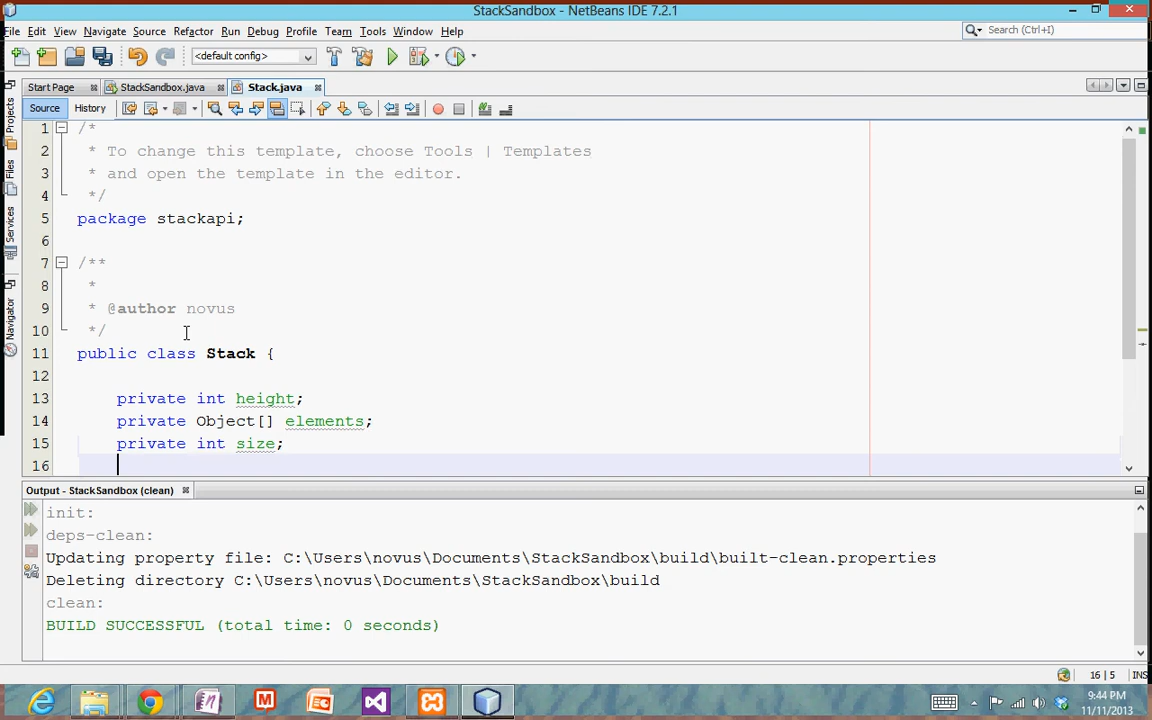 StackSandbox - NetBeans IDE 7.2.1
File Edit View Navigate Source Refactor Run Debug Profile Team Tools Window Help
Search (Ctrl+I)
<default config>
Start Page StackSandbox.java Stack.java
Source History
Projects
Files
Services
Navigator
1 /*
2 * To change this template, choose Tools | Templates
3 * and open the template in the editor.
4 */
5 package stackapi;
6
7 /**
8 *
9 * @author novus
10 */
11 public class Stack {
12
13 private int height;
14 private Object[] elements;
15 private int size;
16
Output - StackSandbox (clean)
init:
deps-clean:
Updating property file: C:\Users\novus\Documents\StackSandbox\build\built-clean.properties
Deleting directory C:\Users\novus\Documents\StackSandbox\build
clean:
BUILD SUCCESSFUL (total time: 0 seconds)
16 | 5 INS
9:44 PM
11/11/2013